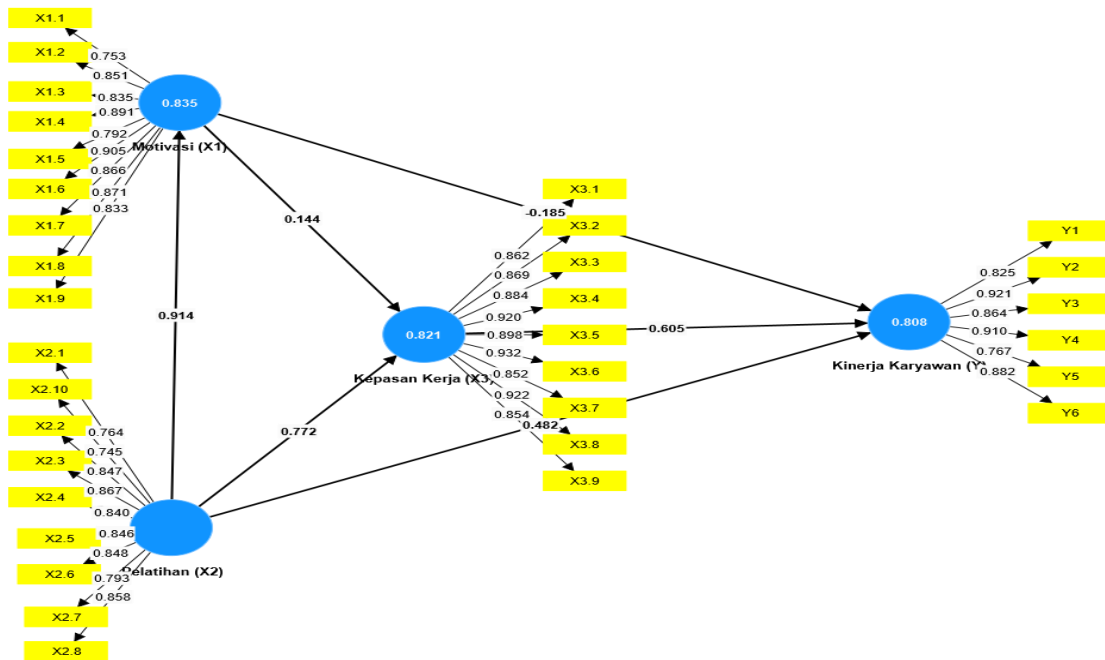 X1.1
X1.2
X1.3
X1.4
X1.5
X1.6
X1.7
X1.8
X1.9
0.753
0.851
0.835
0.891
0.792
0.905
0.866
0.871
0.833
0.835
Motivasi (X1)
0.914
0.144
-0.185
X2.1
X2.10
X2.2
X2.3
X2.4
X2.5
X2.6
X2.7
X2.8
0.764
0.745
0.847
0.867
0.840
0.846
0.848
0.793
0.858
Pelatihan (X2)
0.772
0.482
0.821
Kepasan Kerja (X3)
0.605
0.862
0.869
0.884
0.920
0.898
0.932
0.852
0.922
0.854
X3.1
X3.2
X3.3
X3.4
X3.5
X3.6
X3.7
X3.8
X3.9
0.808
Kinerja Karyawan (Y)
0.825
0.921
0.864
0.910
0.767
0.882
Y1
Y2
Y3
Y4
Y5
Y6